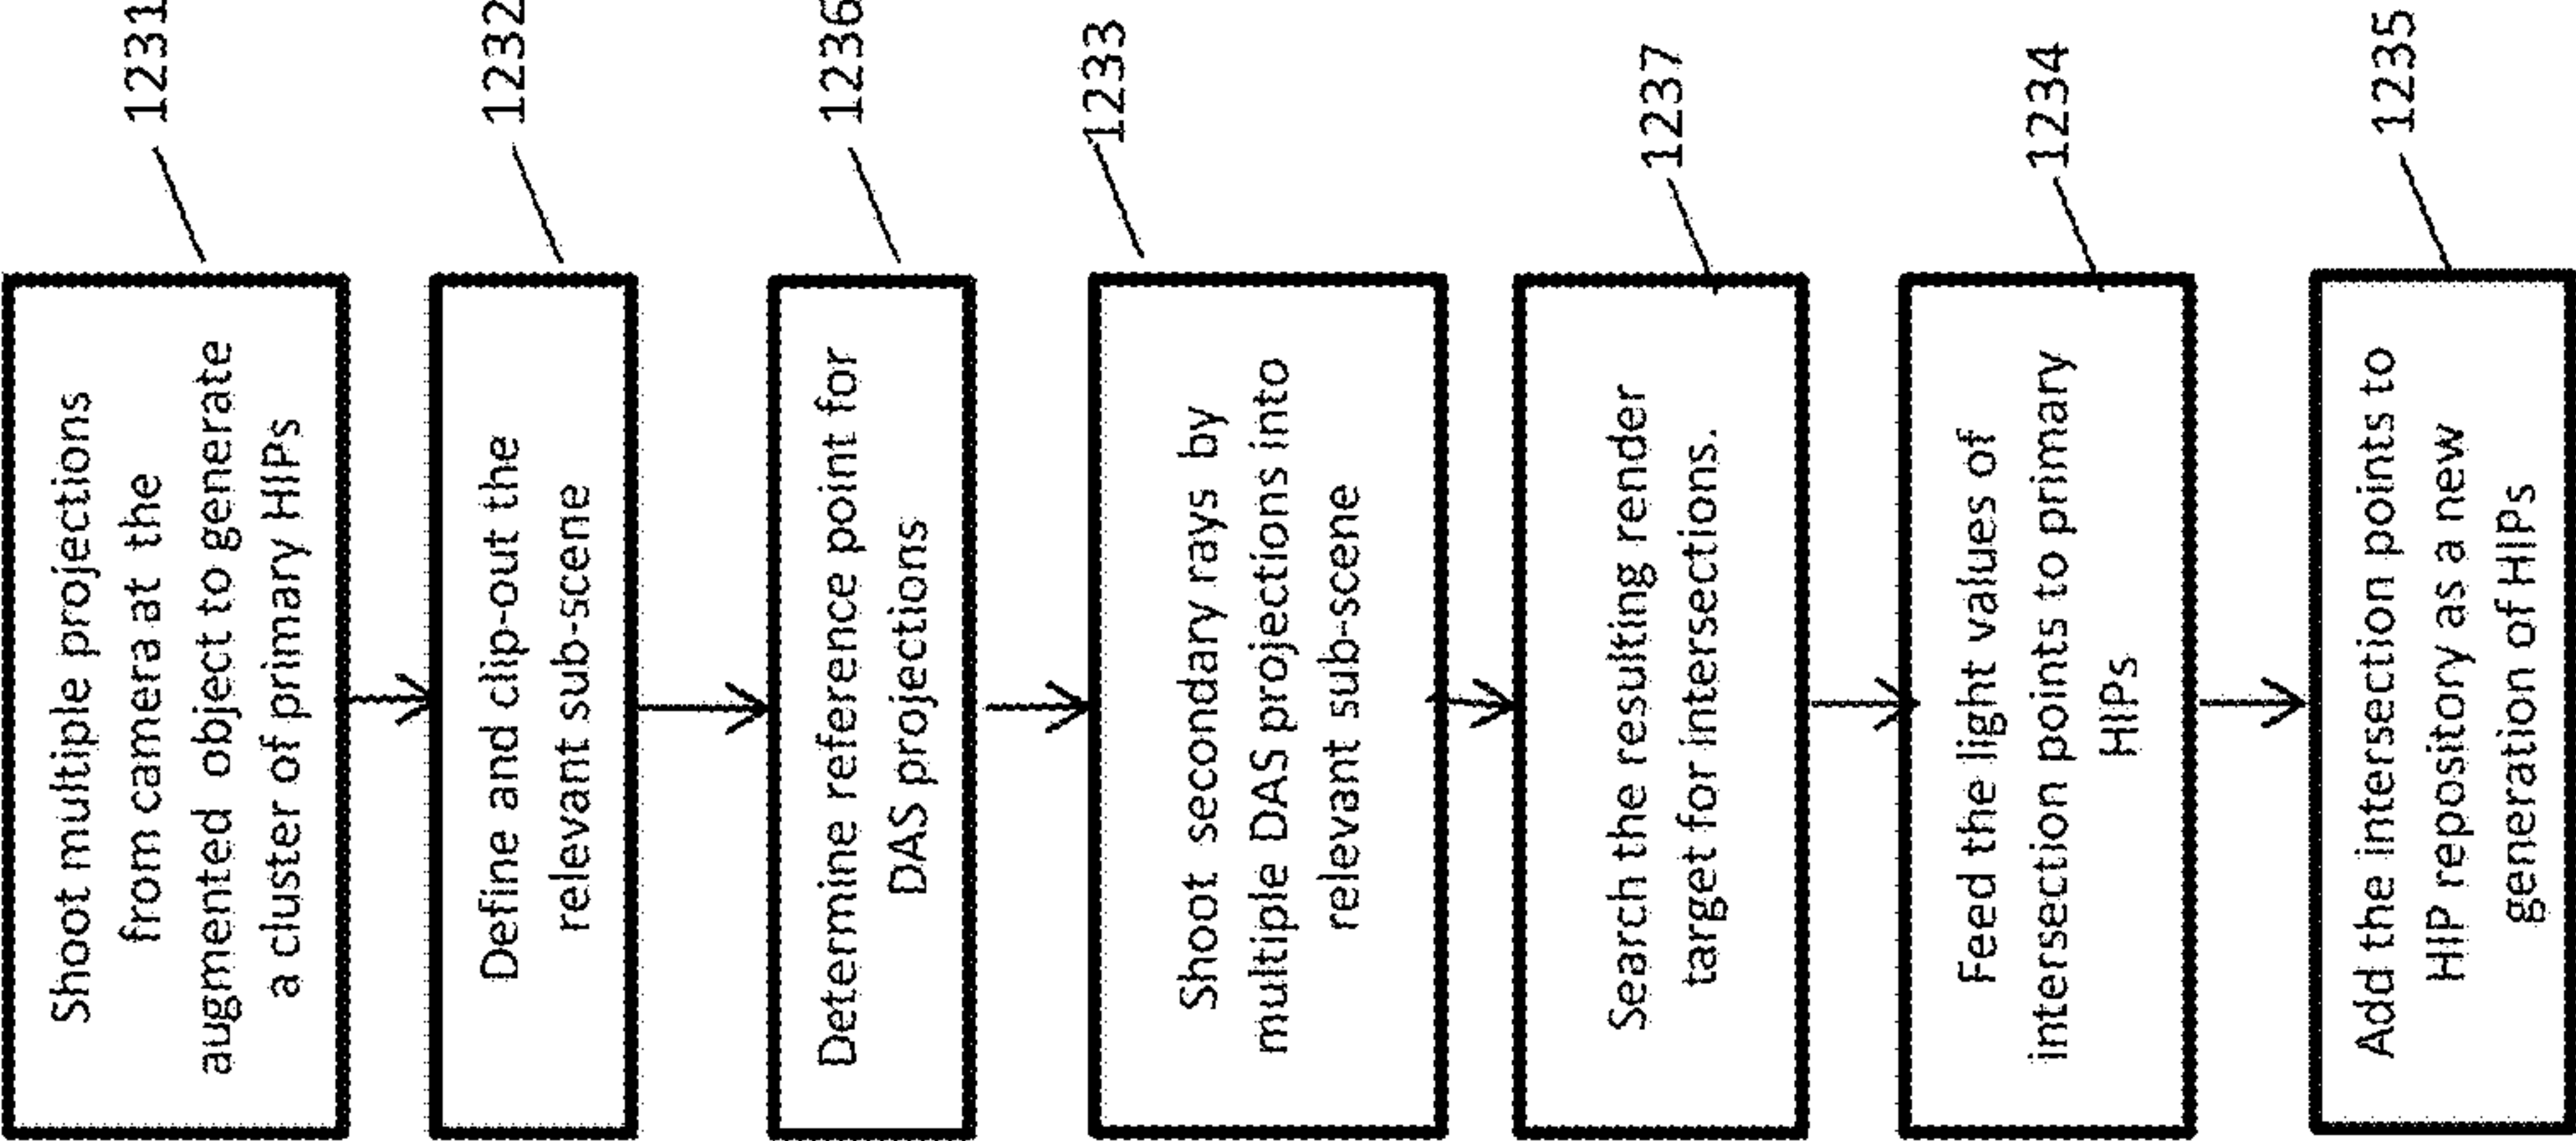 Shoot multiple projections
from camera at the
augmented object to generate
a cluster of primary HIPs
1231
Define and clip-out the
relevant sub-scene
1232
Determine reference point for
DAS projections
1236
Shoot secondary rays by
multiple DAS projections into
relevant sub-scene
1233
Search the resulting render
target for intersections.
1237
Feed the light values of
intersection points to primary
HIPs
1234
Add the intersection points to
HIP repository as a new
generation of HIPs
1235